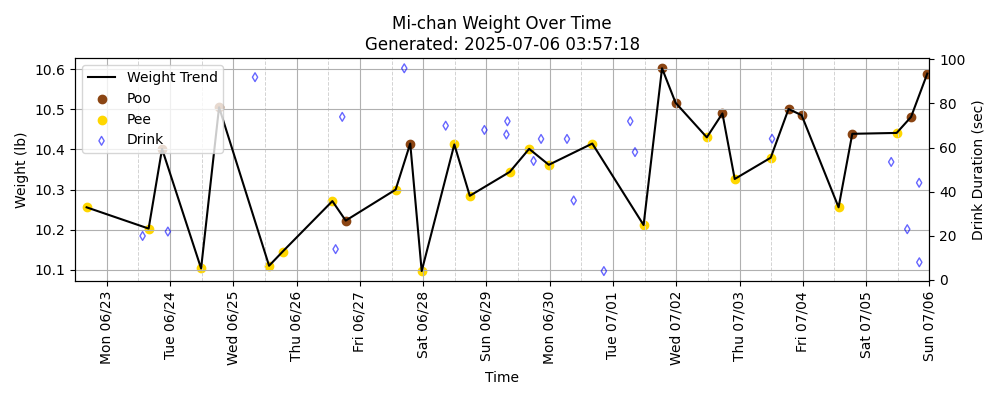 Mi-chan Weight Over Time
Generated: 2025-07-06 03:57:18
Weight Trend
Poo
Pee
Drink
Weight (lb)
10.6
10.5
10.4
10.3
10.2
10.1
Drink Duration (sec)
100
80
60
40
20
0
Mon 06/23
Tue 06/24
Wed 06/25
Thu 06/26
Fri 06/27
Sat 06/28
Sun 06/29
Mon 06/30
Tue 07/01
Wed 07/02
Thu 07/03
Fri 07/04
Sat 07/05
Sun 07/06
Time